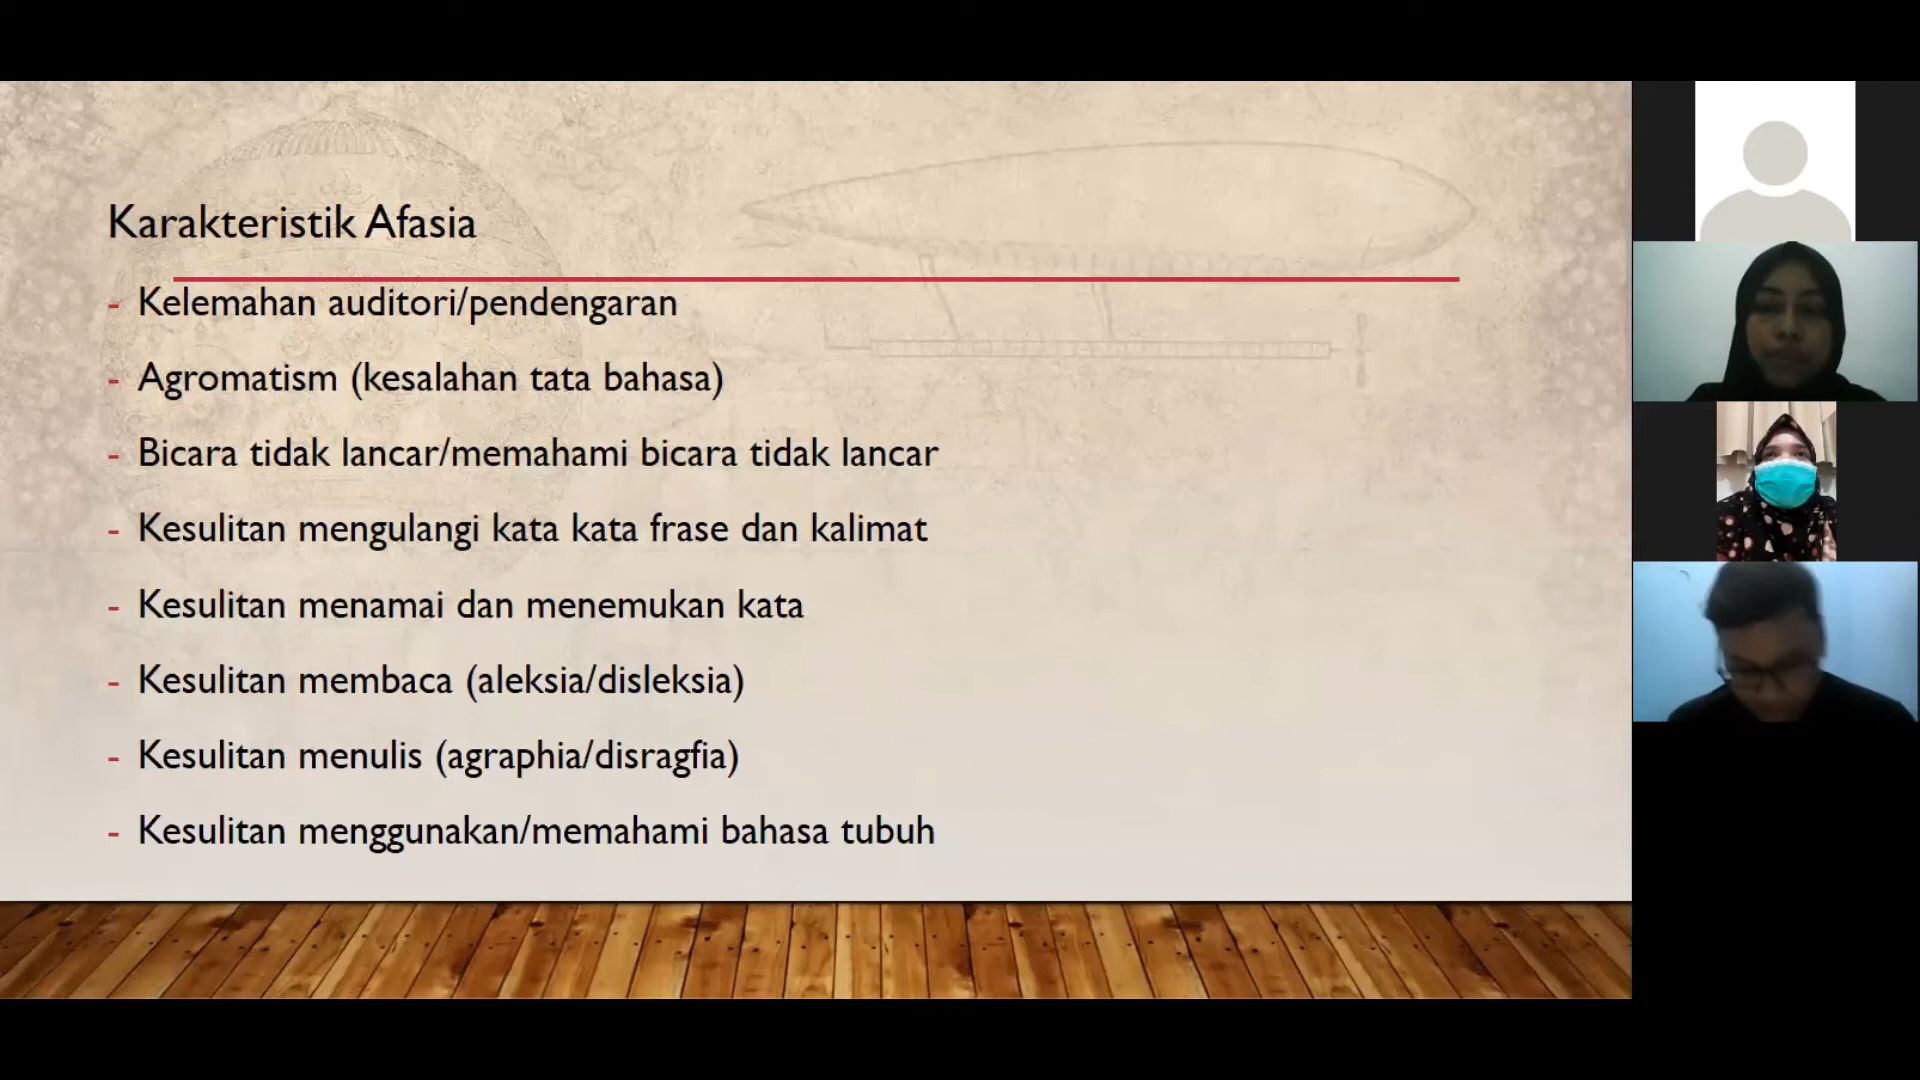 Karakteristik Afasia
- Kelemahan auditori/pendengaran
- Agromatism (kesalahan tata bahasa)
- Bicara tidak lancar/memahami bicara tidak lancar
- Kesulitan mengulangi kata kata frase dan kalimat
- Kesulitan menamai dan menemukan kata
- Kesulitan membaca (aleksia/disleksia)
- Kesulitan menulis (agraphia/disragfia)
- Kesulitan menggunakan/memahami bahasa tubuh